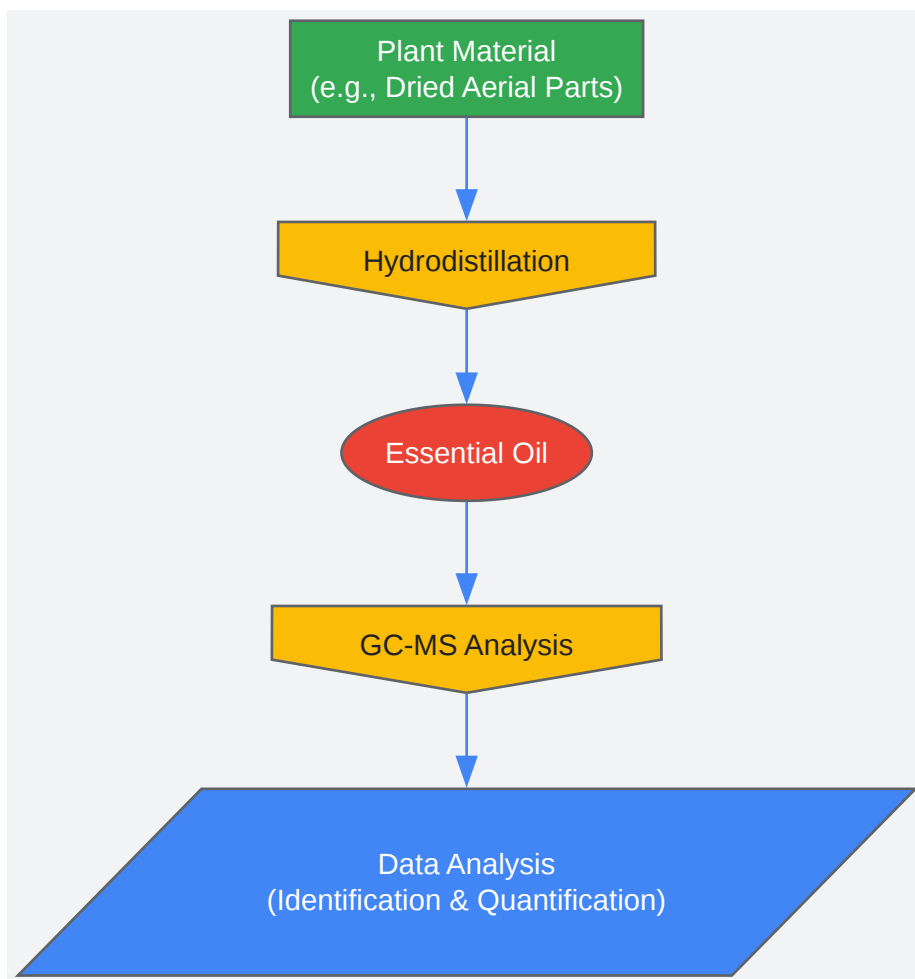 Plant Material
(e.g., Dried Aerial Parts)
Hydrodistillation
Essential Oil
GC-MS Analysis
Data Analysis
(Identification & Quantification)